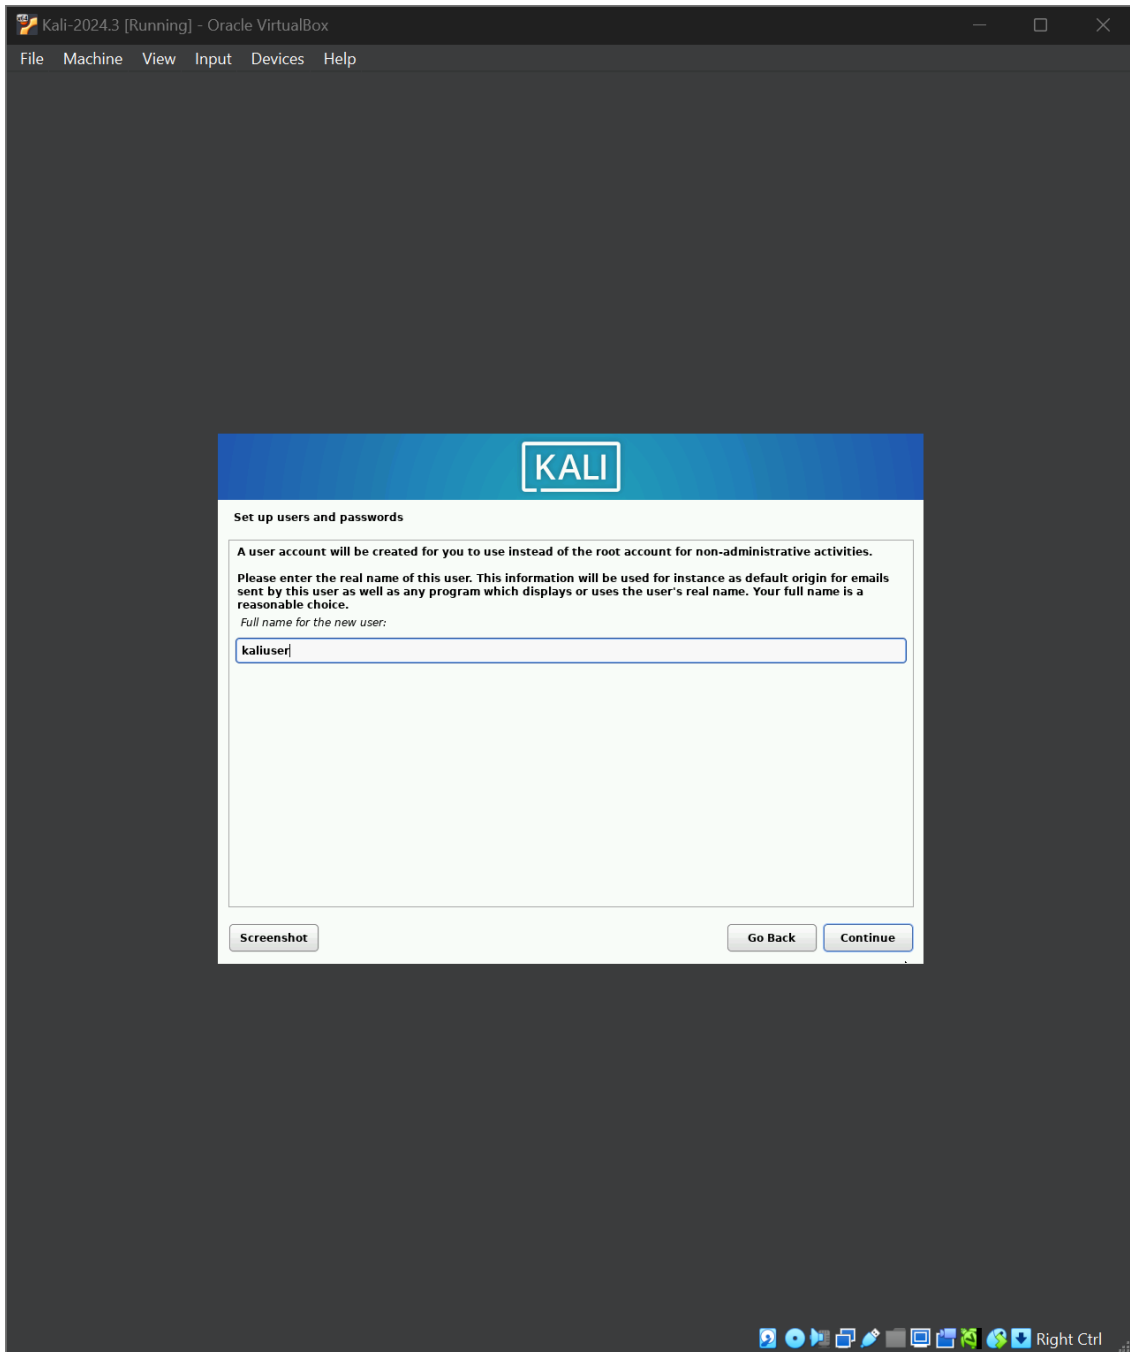 Kali-2024.3 [Running] - Oracle VirtualBox
File Machine View Input Devices Help
KALI
Set up users and passwords
A user account will be created for you to use instead of the root account for non-administrative activities.
Please enter the real name of this user. This information will be used for instance as default origin for emails
sent by this user as well as any program which displays or uses the user's real name. Your full name is a
reasonable choice.
Full name for the new user:
kaliuser
Screenshot Go Back Continue
Right Ctrl